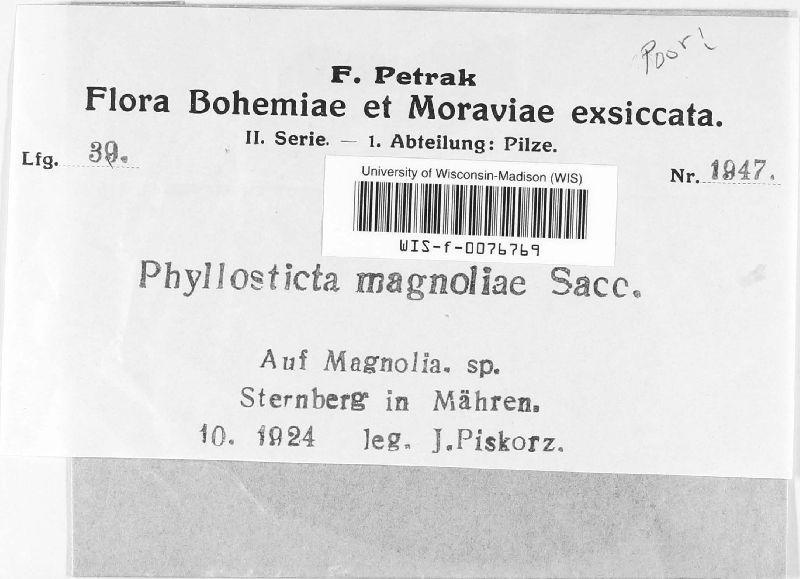 Poor!
F. Petrak
Flora Bohemiae et Moraviae exsiccata.
II. Serie. — 1. Abteilung: Pilze.
Lfg. 39.
Nr. 1947.
University of Wisconsin-Madison (WIS)
WIS-f-0076769
Phyllosticta magnoliae Sacc.
Auf Magnolia. sp.
Sternberg in Mähren.
10. 1924 leg. J.Piskorz.